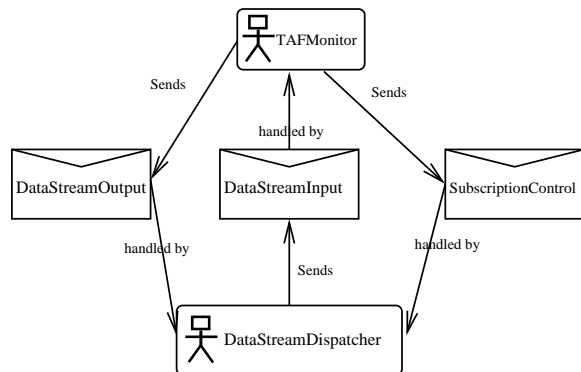 TAFMonitor
Sends
Sends
handled by
DataStreamOutput
DataStreamInput
SubscriptionControl
handled by
handled by
Sends
DataStreamDispatcher